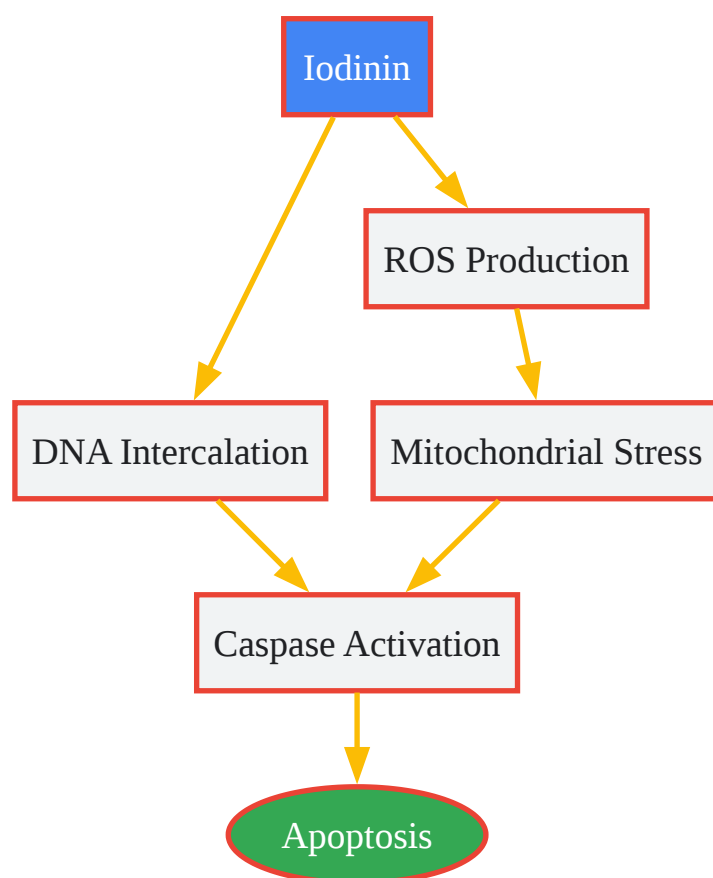 Iodinin
ROS Production
DNA Intercalation
Mitochondrial Stress
Caspase Activation
Apoptosis